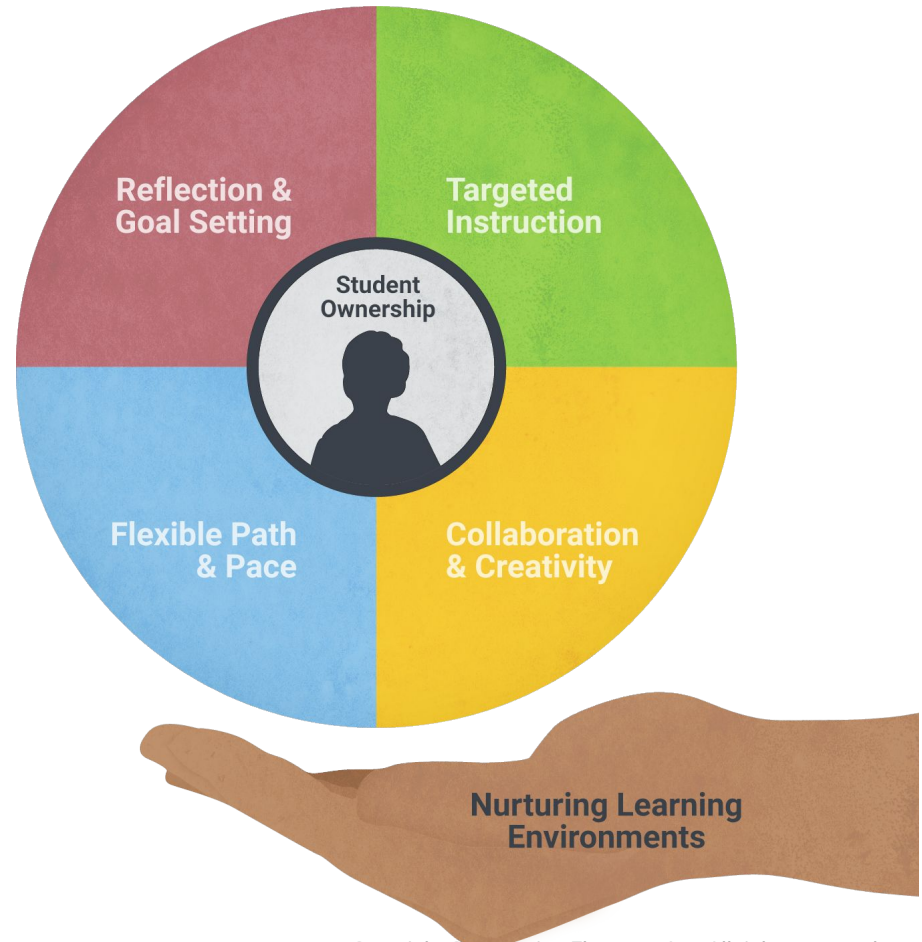 Reflection &
Goal Setting
Targeted
Instruction
Student
Ownership
Flexible Path
& Pace
Collaboration
& Creativity
Nurturing Learning
Environments